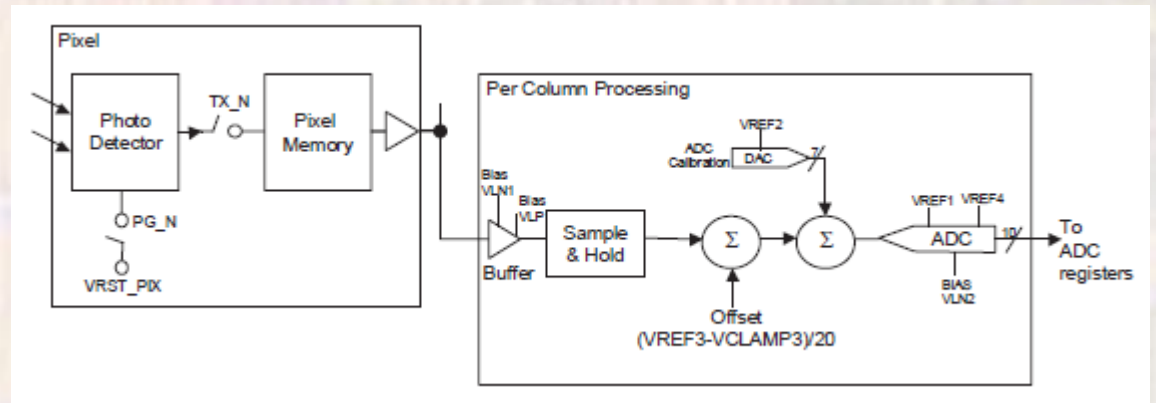 Pixel
Photo
Detector
TX_N
Pixel
Memory
PG_N
VRST_PIX
Per Column Processing
VREF2
ADC
Calibration
DAC
7/
Bias
VLN1
Bias
VLP
Buffer
Sample
& Hold
Σ
Σ
Offset
(VREF3-VCLAMP3)/20
VREF1 VREF4
ADC
10/
BIAS
VLN2
To
ADC
registers